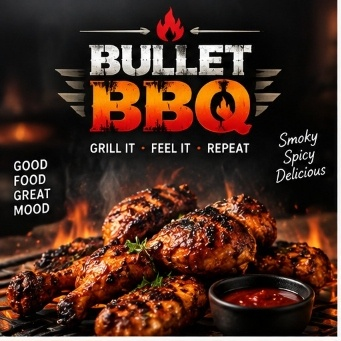 BULLET
BBQ
GRILL IT • FEEL IT • REPEAT
GOOD
FOOD
GREAT
MOOD
Smoky
Spicy
Delicious